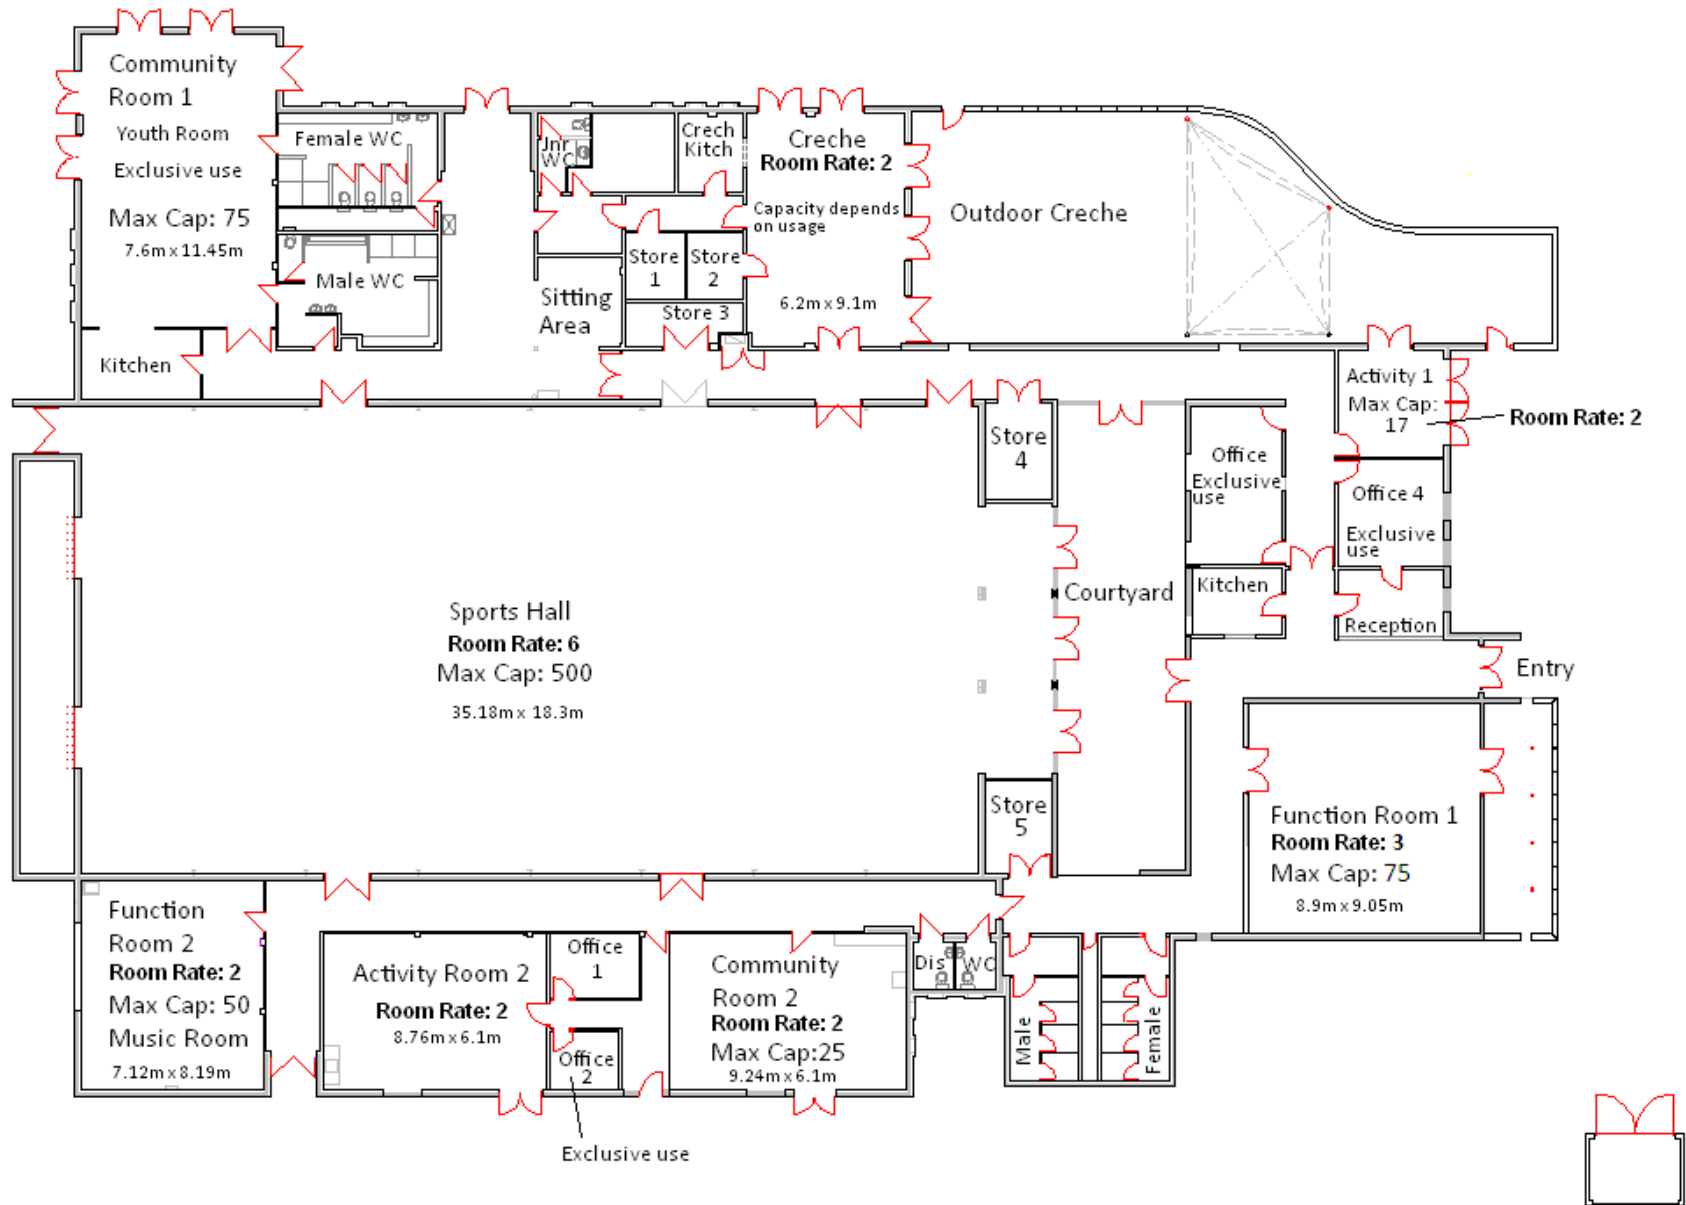 Community
Room 1
Youth Room
Exclusive use
Max Cap: 75
7.6m x 11.45m
Kitchen
Female WC
Male WC
Jnr
WC
Sitting
Area
Crech
Kitch
Store
1
Store
2
Store 3
Creche
Room Rate: 2
Capacity depends
on usage
6.2m x 9.1m
Outdoor Creche
Activity 1
Max Cap:
17
Room Rate: 2
Store
4
Office
Exclusive
use
Office 4
Exclusive
use
Kitchen
Reception
Courtyard
Entry
Sports Hall
Room Rate: 6
Max Cap: 500
35.18m x 18.3m
Store
5
Function Room 1
Room Rate: 3
Max Cap: 75
8.9m x 9.05m
Function
Room 2
Room Rate: 2
Max Cap: 50
Music Room
7.12m x 8.19m
Activity Room 2
Room Rate: 2
8.76m x 6.1m
Office
1
Office
2
Exclusive use
Community
Room 2
Room Rate: 2
Max Cap:25
9.24m x 6.1m
Dis
WC
Male
Female